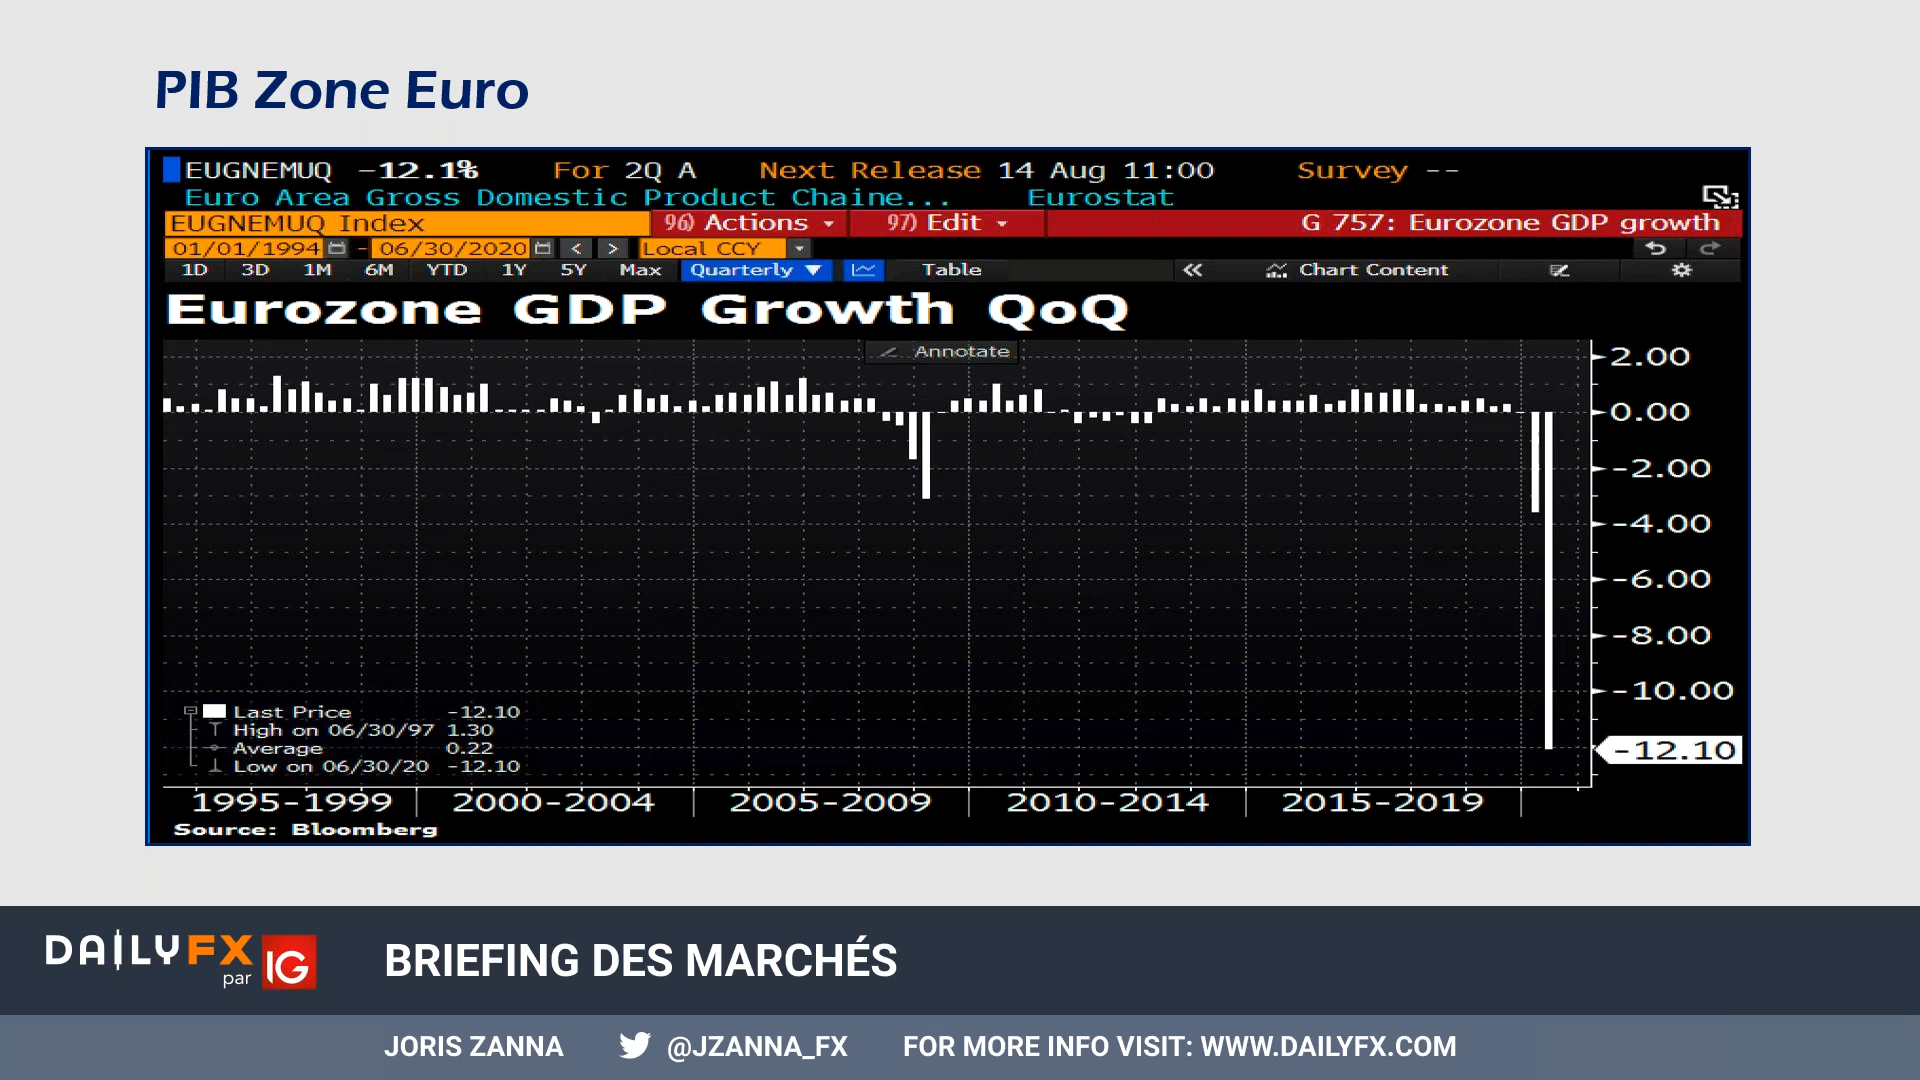 PIB Zone Euro
EUGNEMUQ -12.1% For 2Q A Next Release 14 Aug 11:00 Survey --
Euro Area Gross Domestic Product Chaine... Eurostat
EUGNEMUQ Index 96) Actions 97) Edit G 757: Eurozone GDP growth
01/01/1994 - 06/30/2020 < > Local CCY
1D 3D 1M 6M YTD 1Y 5Y Max Quarterly ▼ Table « Chart Content
Eurozone GDP Growth QoQ
Annotate
2.00
0.00
-2.00
-4.00
-6.00
-8.00
-10.00
-12.10
Last Price -12.10
High on 06/30/97 1.30
Average 0.22
Low on 06/30/20 -12.10
1995-1999 2000-2004 2005-2009 2010-2014 2015-2019
Source: Bloomberg
DAILYFX
par IG
BRIEFING DES MARCHÉS
JORIS ZANNA @JZANNA_FX FOR MORE INFO VISIT: WWW.DAILYFX.COM